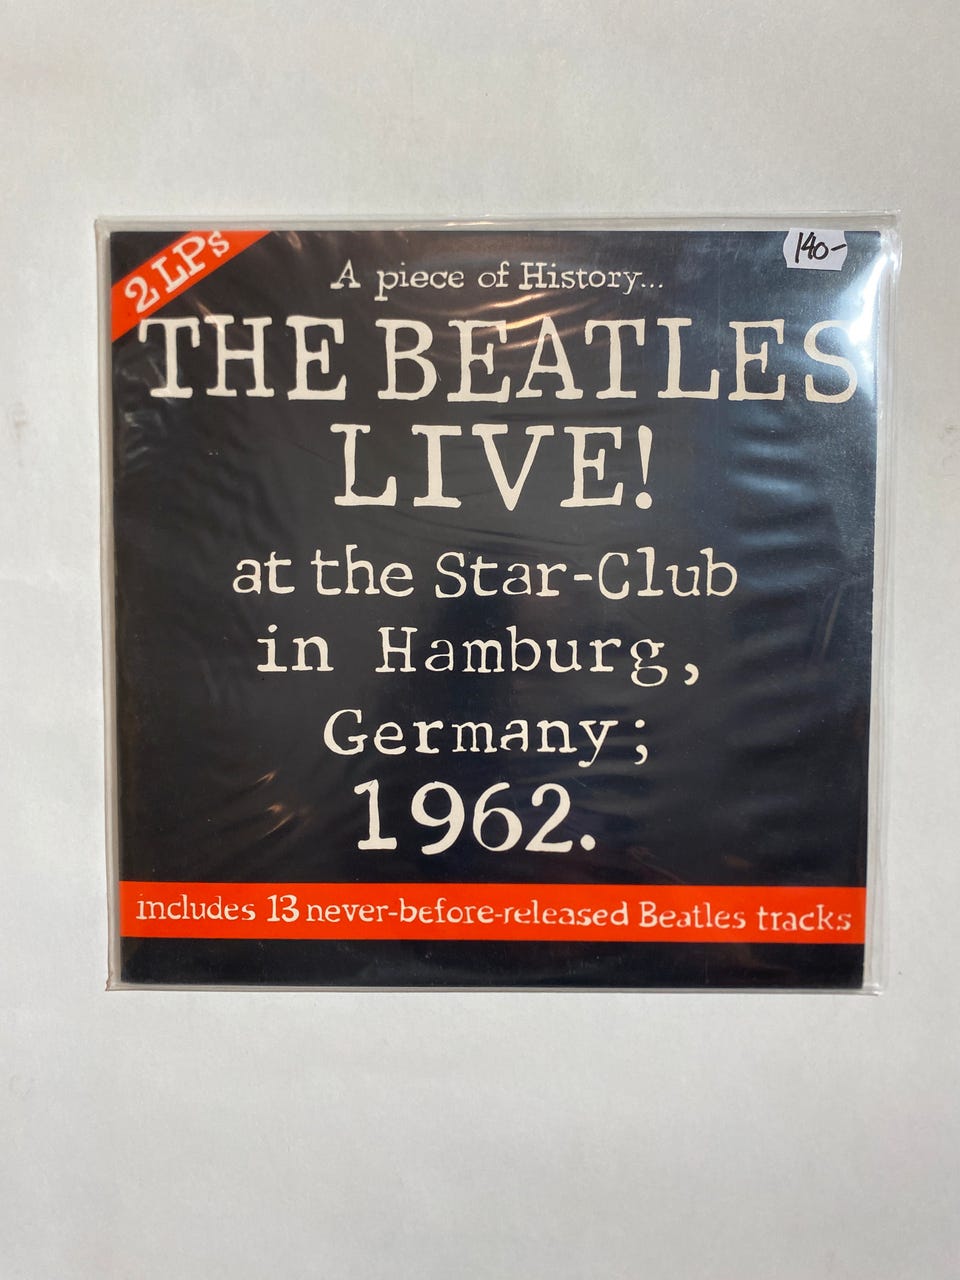 2 LPs
140-
A piece of History...
THE BEATLES
LIVE!
at the Star-Club
in Hamburg,
Germany;
1962.
includes 13 never-before-released Beatles tracks